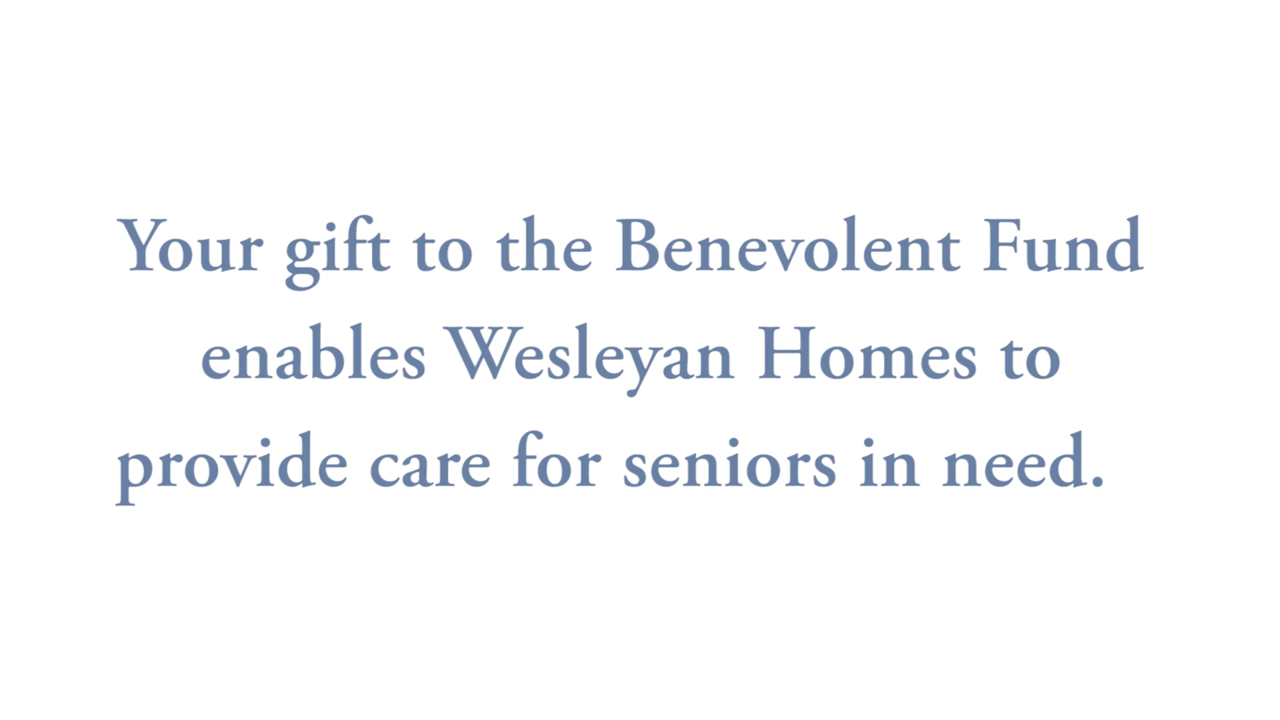 Your gift to the Benevolent Fund
enables Wesleyan Homes to
provide care for seniors in need.